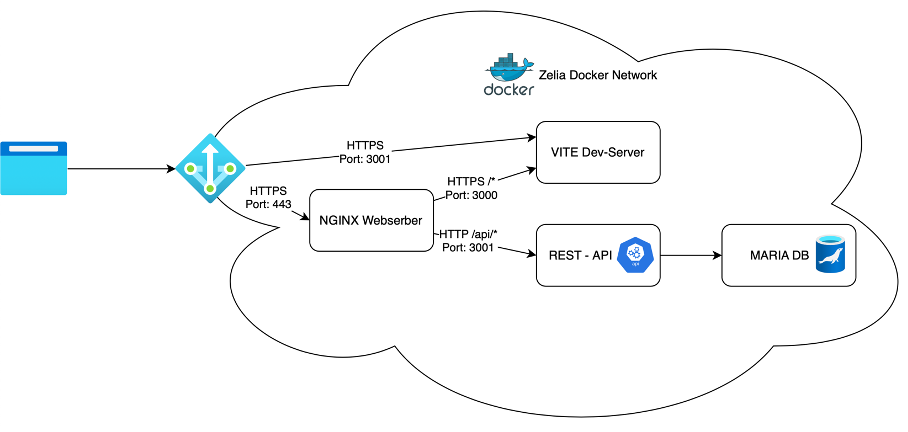 docker
Zelia Docker Network
HTTPS
Port: 3001
VITE Dev-Server
HTTPS
Port: 443
HTTPS /*
Port: 3000
NGINX Webserber
HTTP /api/*
Port: 3001
REST - API
api
MARIA DB